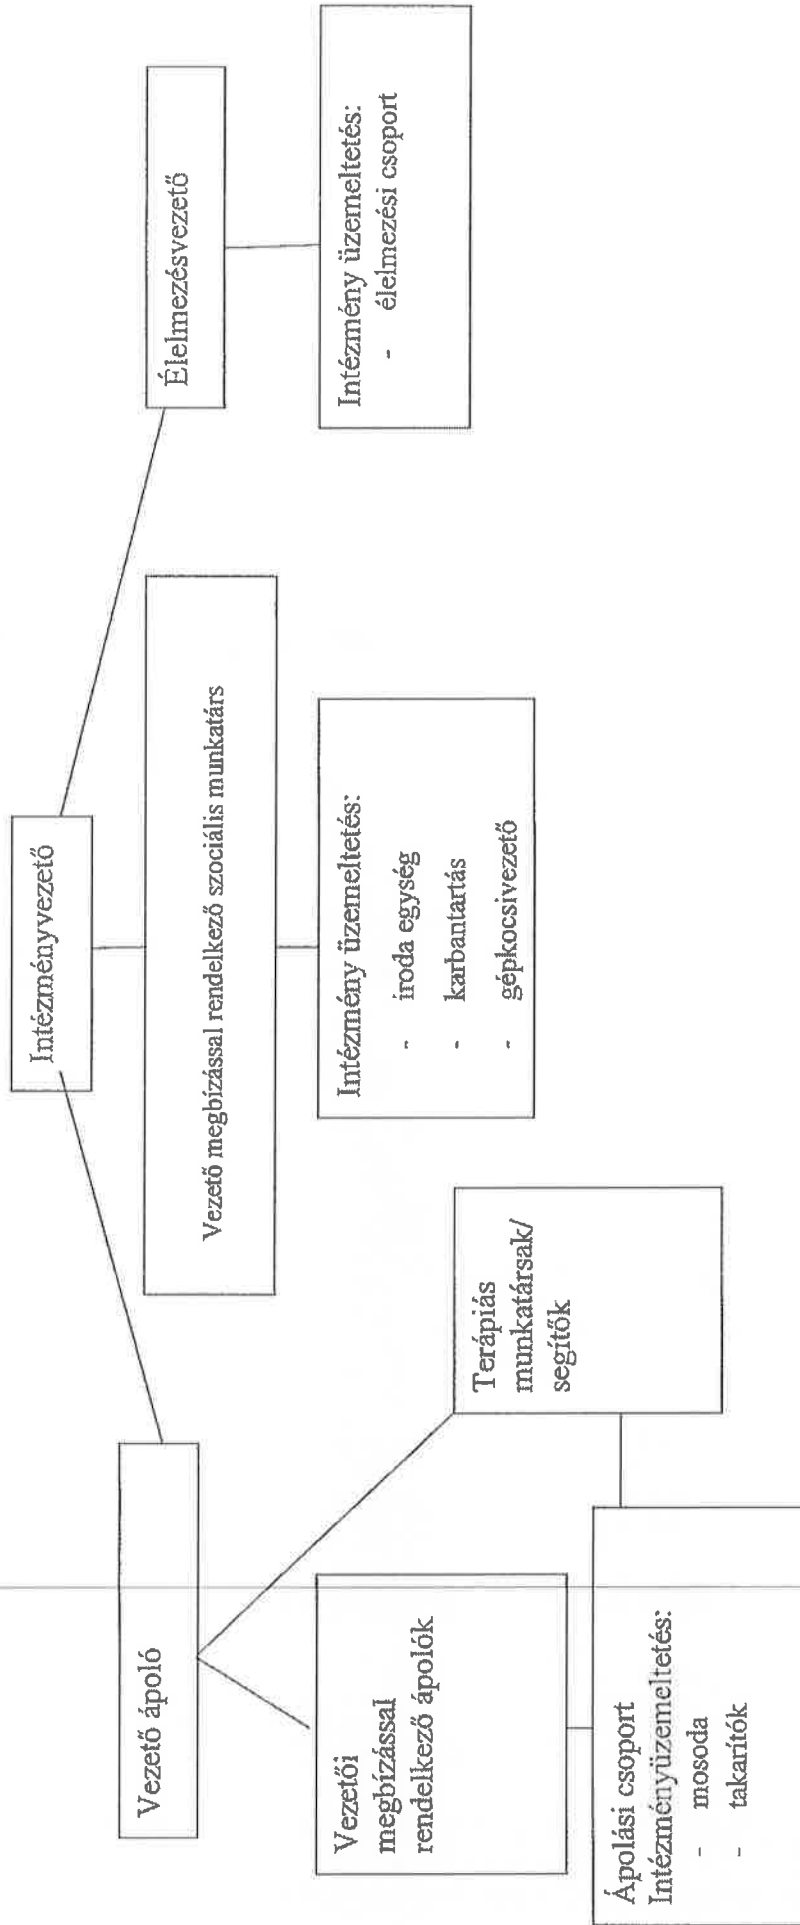 Intézményvezető
Vezető ápoló
Vezető megbízással rendelkező szociális munkatárs
Élelmezésvezető
Vezetői
megbízással
rendelkező ápolók
Terápiás
munkatársak/
segítők
Intézmény üzemeltetés:
- iroda egység
- karbantartás
- gépkocsivezető
Intézmény üzemeltetés:
- élelmezési csoport
Ápolási csoport
Intézményüzemeltetés:
- mosoda
- takarítók